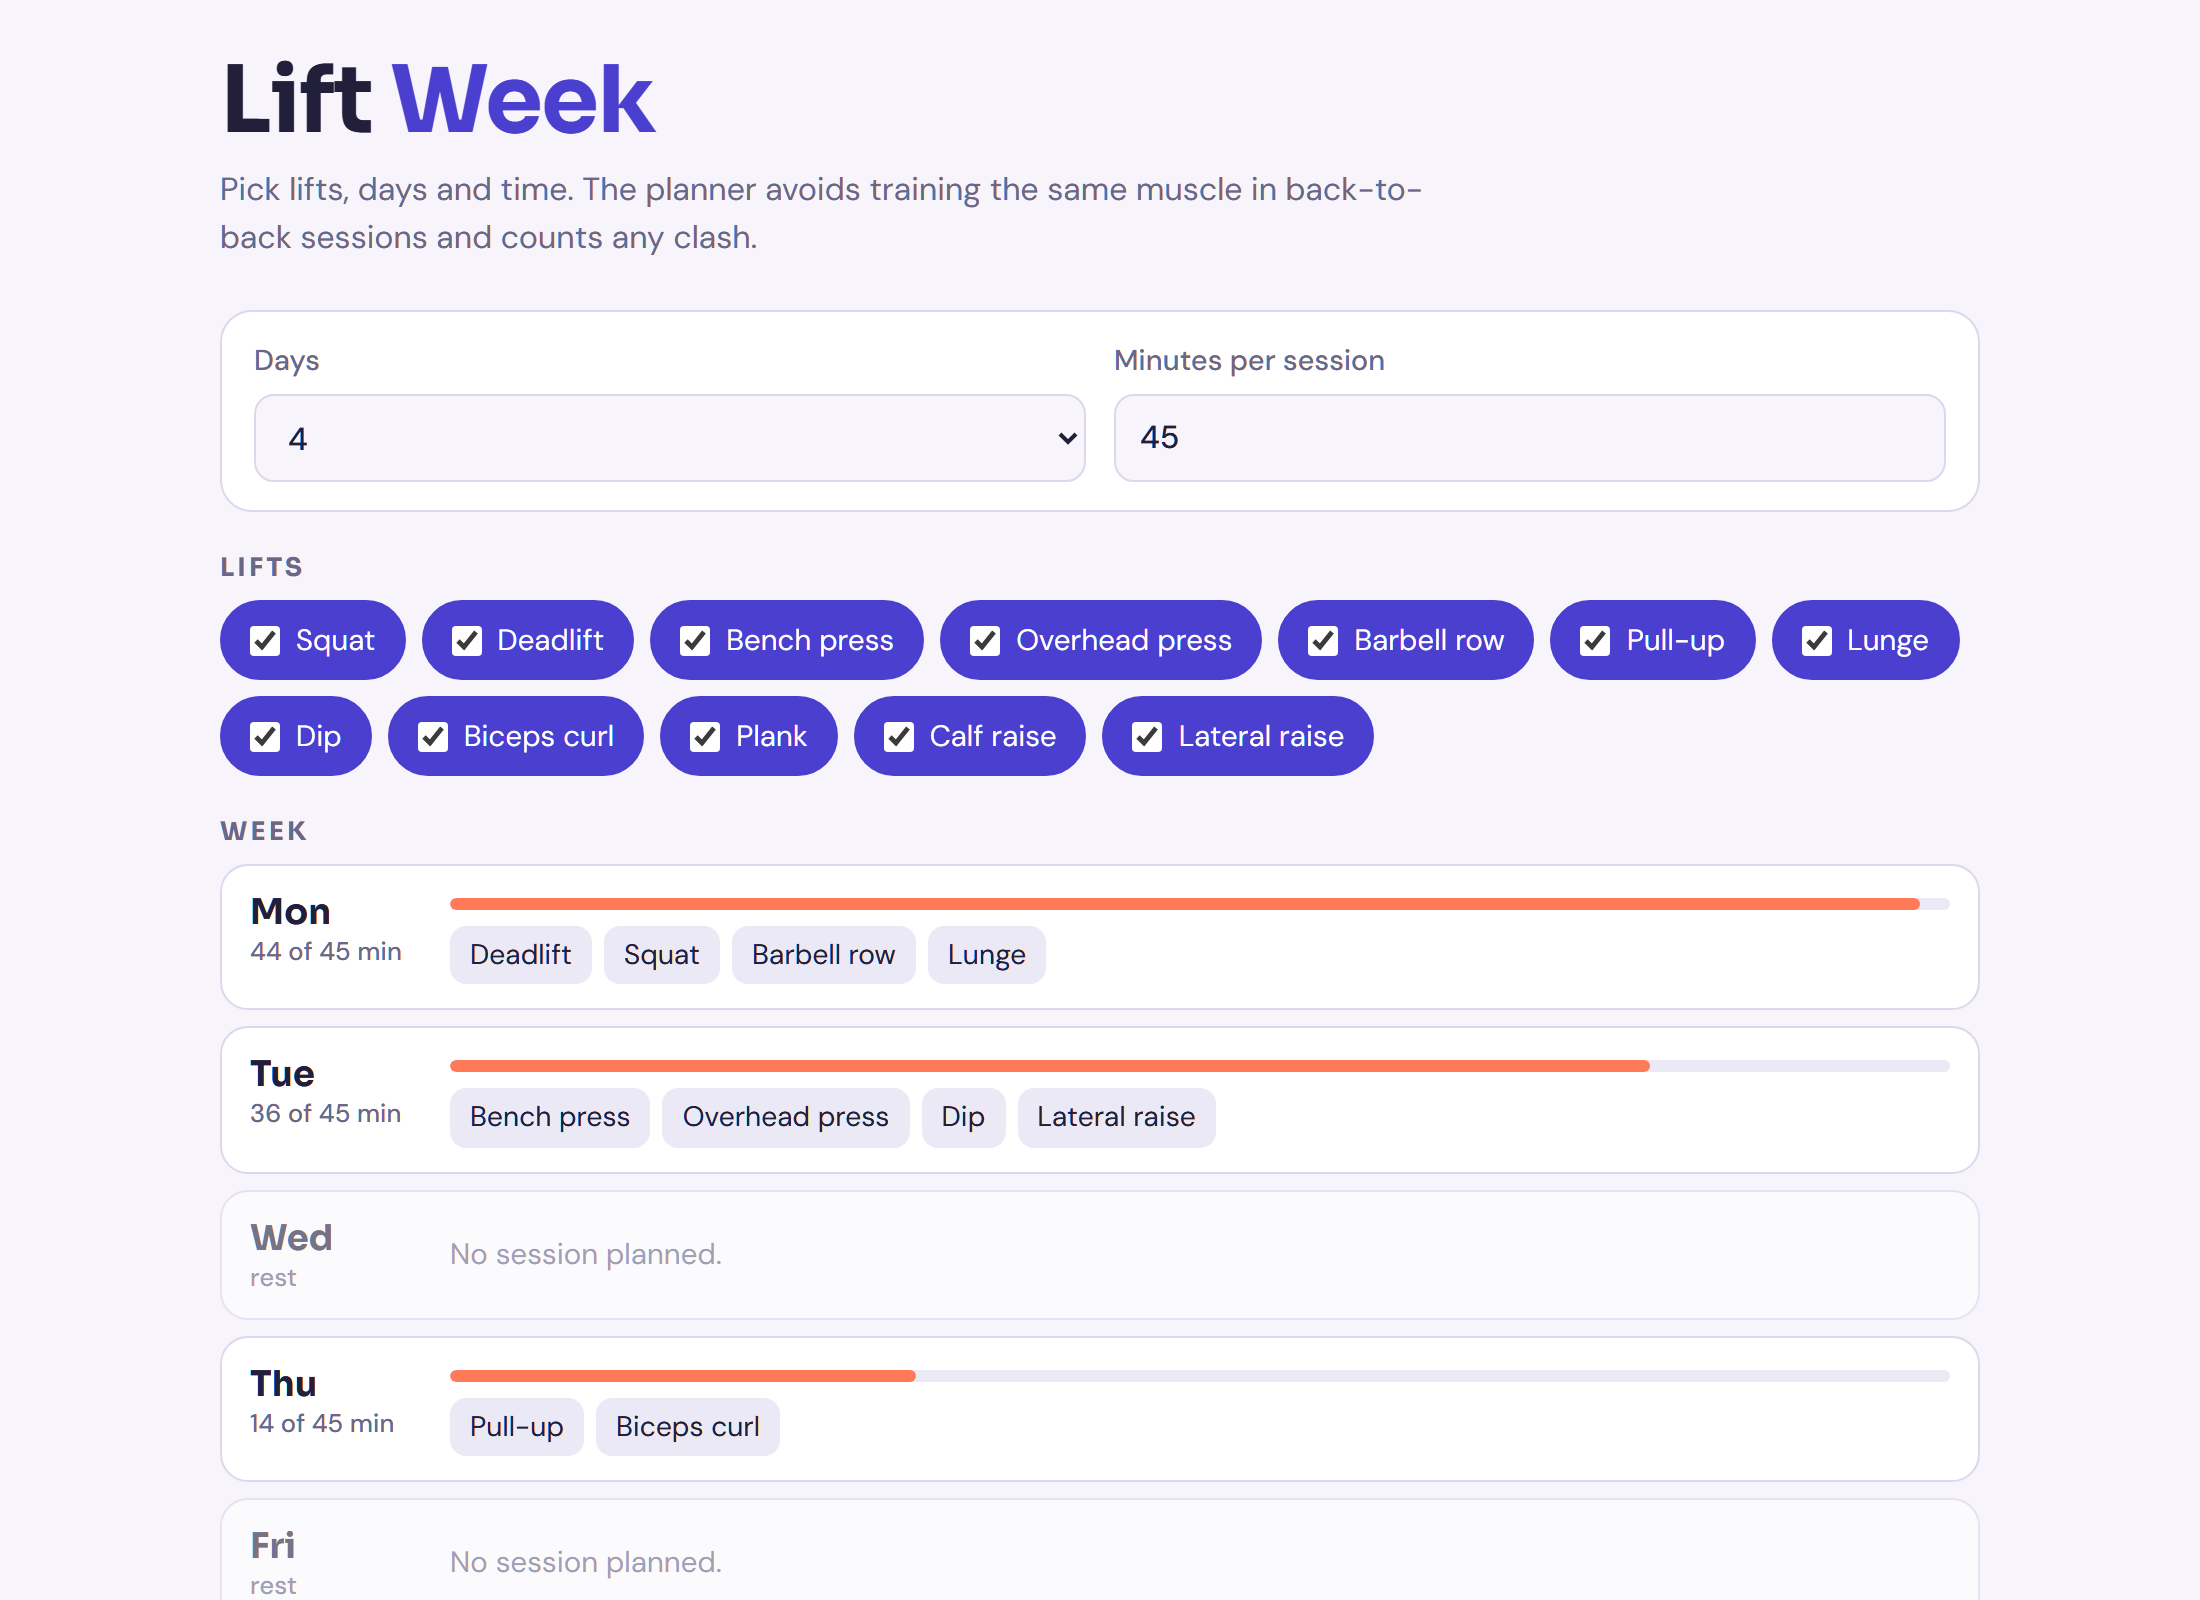 Lift Week
Pick lifts, days and time. The planner avoids training the same muscle in back-to-
back sessions and counts any clash.
Days
Minutes per session
4
45
LIFTS
Squat
Deadlift
Bench press
Overhead press
Barbell row
Pull-up
Lunge
Dip
Biceps curl
Plank
Calf raise
Lateral raise
WEEK
Mon
44 of 45 min
Deadlift
Squat
Barbell row
Lunge
Tue
36 of 45 min
Bench press
Overhead press
Dip
Lateral raise
Wed
rest
No session planned.
Thu
14 of 45 min
Pull-up
Biceps curl
Fri
rest
No session planned.